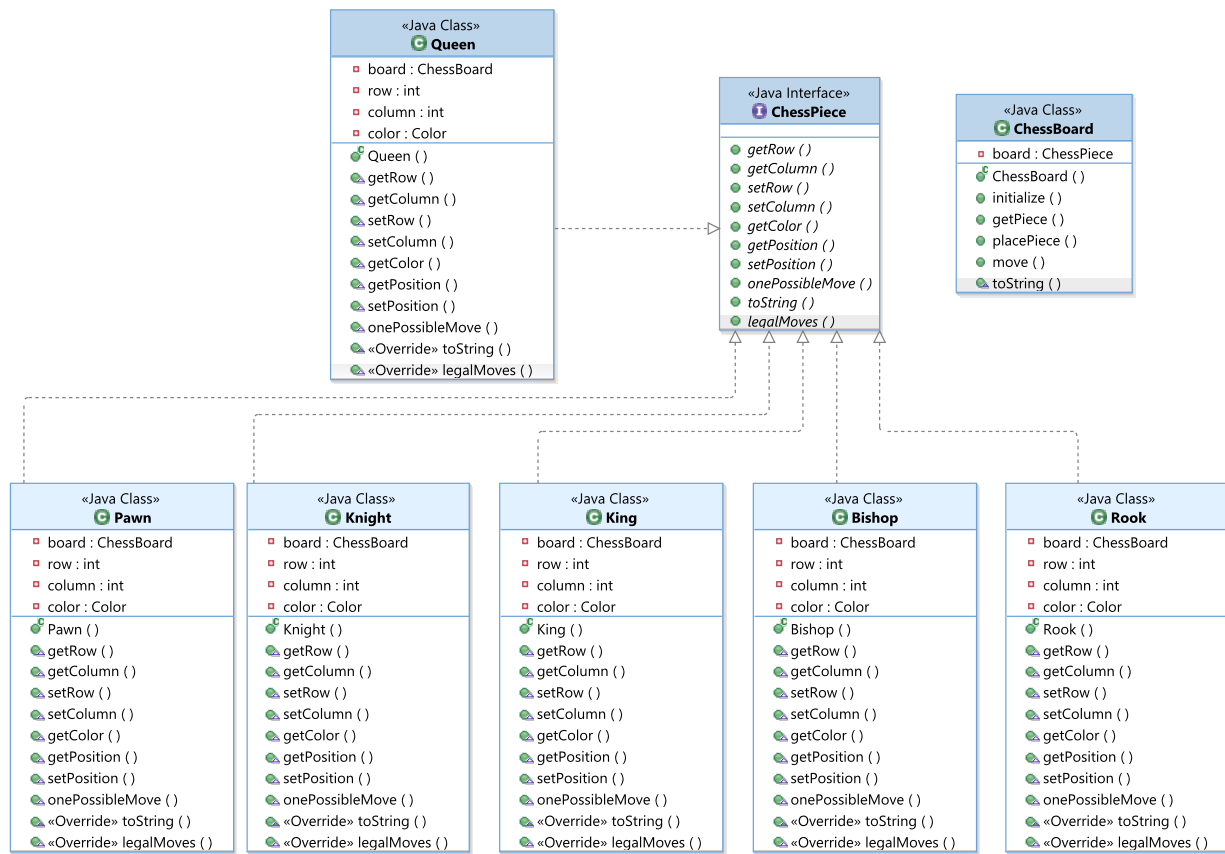 «Java Class»
Queen
board : ChessBoard
row : int
column : int
color : Color
Queen ( )
getRow ( )
getColumn ( )
setRow ( )
setColumn ( )
getColor ( )
getPosition ( )
setPosition ( )
onePossibleMove ( )
«Override» toString ( )
«Override» legalMoves ( )
«Java Interface»
ChessPiece
getRow ( )
getColumn ( )
setRow ( )
setColumn ( )
getColor ( )
getPosition ( )
setPosition ( )
onePossibleMove ( )
toString ( )
legalMoves ( )
«Java Class»
ChessBoard
board : ChessPiece
ChessBoard ( )
initialize ( )
getPiece ( )
placePiece ( )
move ( )
toString ( )
«Java Class»
Pawn
board : ChessBoard
row : int
column : int
color : Color
Pawn ( )
getRow ( )
getColumn ( )
setRow ( )
setColumn ( )
getColor ( )
getPosition ( )
setPosition ( )
onePossibleMove ( )
«Override» toString ( )
«Override» legalMoves ( )
«Java Class»
Knight
board : ChessBoard
row : int
column : int
color : Color
Knight ( )
getRow ( )
getColumn ( )
setRow ( )
setColumn ( )
getColor ( )
getPosition ( )
setPosition ( )
onePossibleMove ( )
«Override» toString ( )
«Override» legalMoves ( )
«Java Class»
King
board : ChessBoard
row : int
column : int
color : Color
King ( )
getRow ( )
getColumn ( )
setRow ( )
setColumn ( )
getColor ( )
getPosition ( )
setPosition ( )
onePossibleMove ( )
«Override» toString ( )
«Override» legalMoves ( )
«Java Class»
Bishop
board : ChessBoard
row : int
column : int
color : Color
Bishop ( )
getRow ( )
getColumn ( )
setRow ( )
setColumn ( )
getColor ( )
getPosition ( )
setPosition ( )
onePossibleMove ( )
«Override» toString ( )
«Override» legalMoves ( )
«Java Class»
Rook
board : ChessBoard
row : int
column : int
color : Color
Rook ( )
getRow ( )
getColumn ( )
setRow ( )
setColumn ( )
getColor ( )
getPosition ( )
setPosition ( )
onePossibleMove ( )
«Override» toString ( )
«Override» legalMoves ( )